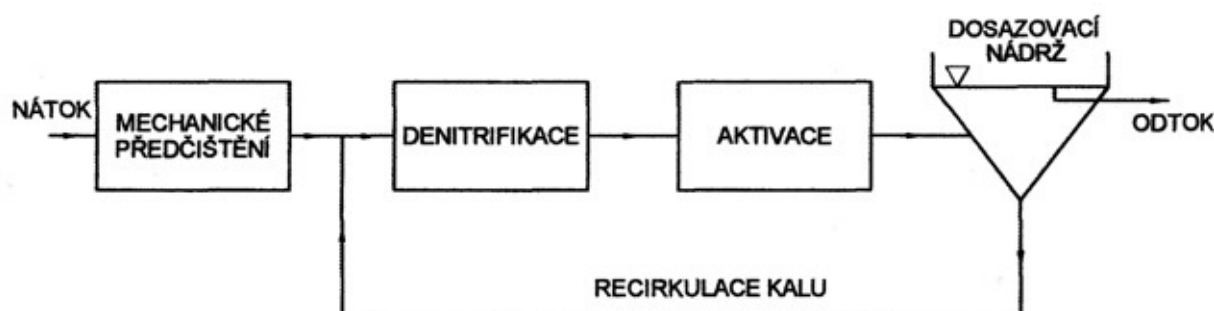 DOSAZOVACÍ
NÁDRŽ
NÁTOK
MECHANICKÉ
PŘEDČIŠTĚNÍ
DENITRIFIKACE
AKTIVACE
ODTOK
RECIRKULACE KALU